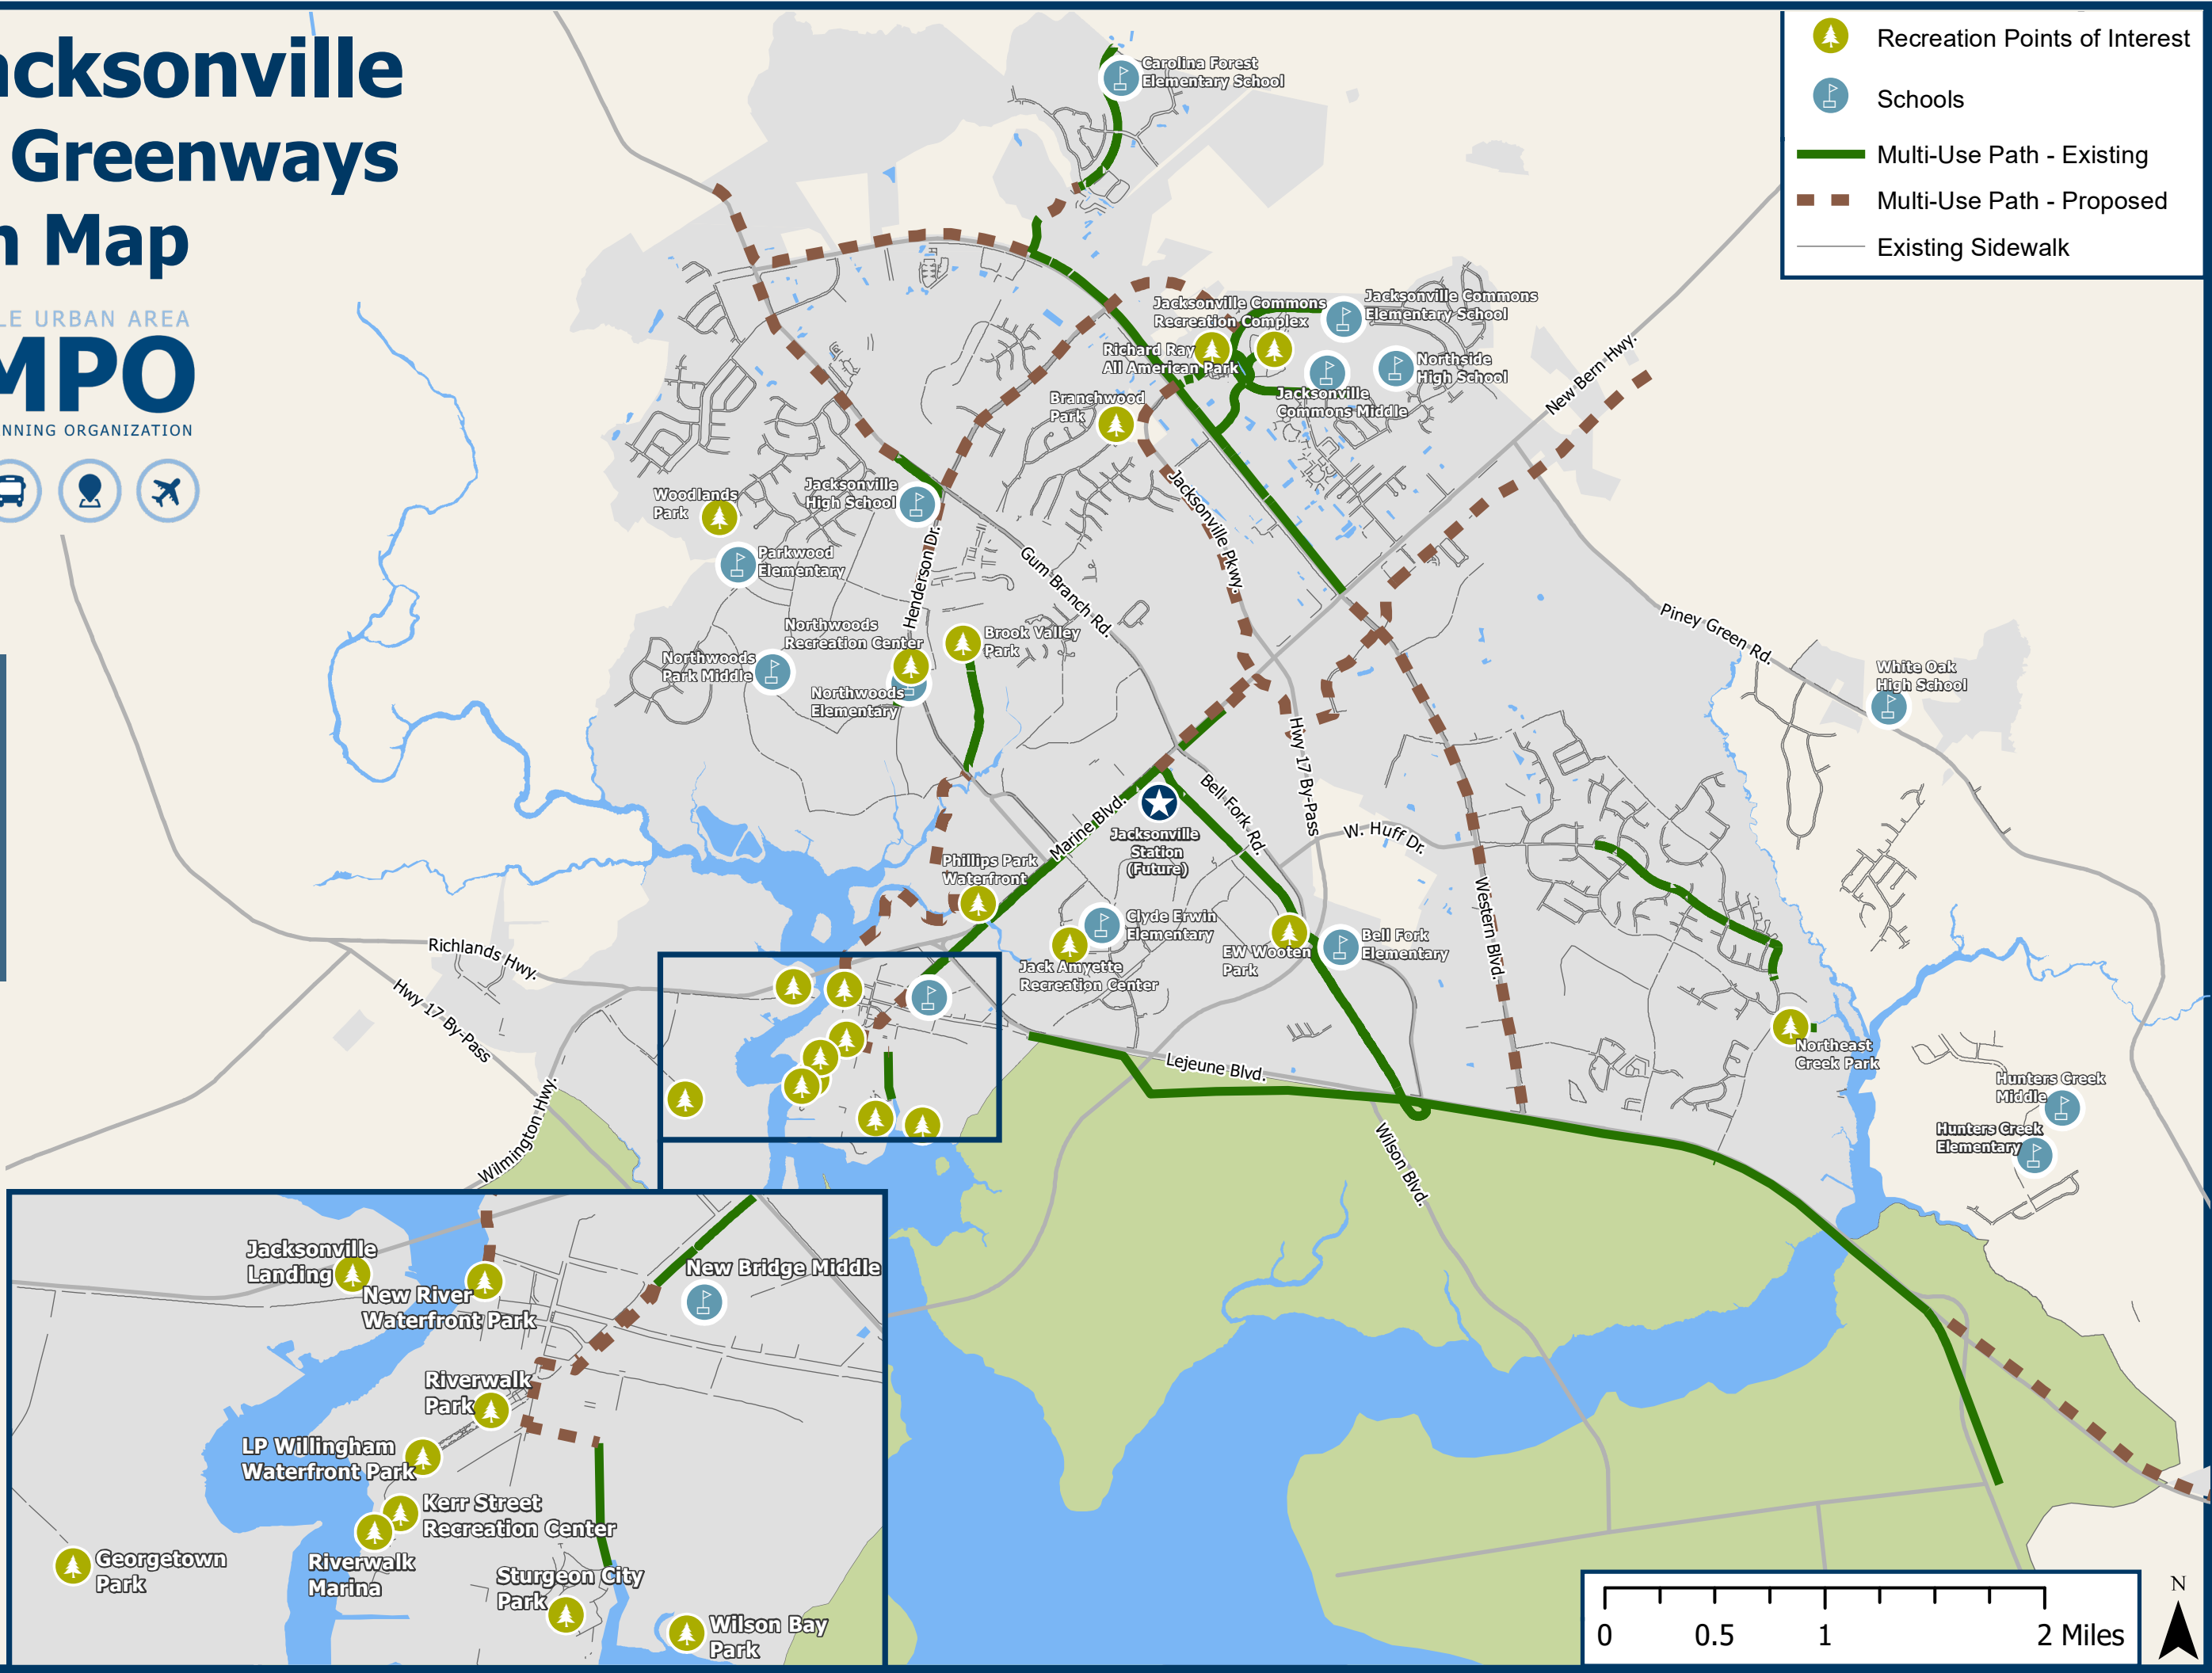 acksonville
Greenways
n Map
LE URBAN AREA
MPO
NNING ORGANIZATION
Recreation Points of Interest
Schools
Multi-Use Path - Existing
Multi-Use Path - Proposed
Existing Sidewalk
Carolina Forest
Elementary School
Jacksonville Commons
Recreation Complex
Jacksonville Commons
Elementary School
Richard Ray
All American Park
Northside
High School
Jacksonville
Commons Middle
Branchwood
Park
New Bern Hwy.
Woodlands
Park
Jacksonville
High School
Jacksonville Pkwy.
Parkwood
Elementary
Henderson Dr.
Gum Branch Rd.
Piney Green Rd.
Northwoods
Recreation Center
Brook Valley
Park
Northwoods
Park Middle
Northwoods
Elementary
White Oak
High School
Hwy 17 By-Pass
Bell Fork Rd.
Marine Blvd.
Jacksonville
Station
(Future)
W. Huff Dr.
Phillips Park
Waterfront
Western Blvd.
Clyde Erwin
Elementary
EW Wooten
Park
Bell Fork
Elementary
Jack Amyette
Recreation Center
Richlands Hwy.
Hwy 17 By-Pass
Wilmington Hwy.
Lejeune Blvd.
Northeast
Creek Park
Hunters Creek
Middle
Hunters Creek
Elementary
Wilson Blvd.
Jacksonville
Landing
New River
Waterfront Park
New Bridge Middle
Riverwalk
Park
LP Willingham
Waterfront Park
Kerr Street
Recreation Center
Riverwalk
Marina
Georgetown
Park
Sturgeon City
Park
Wilson Bay
Park
0 0.5 1 2 Miles
N